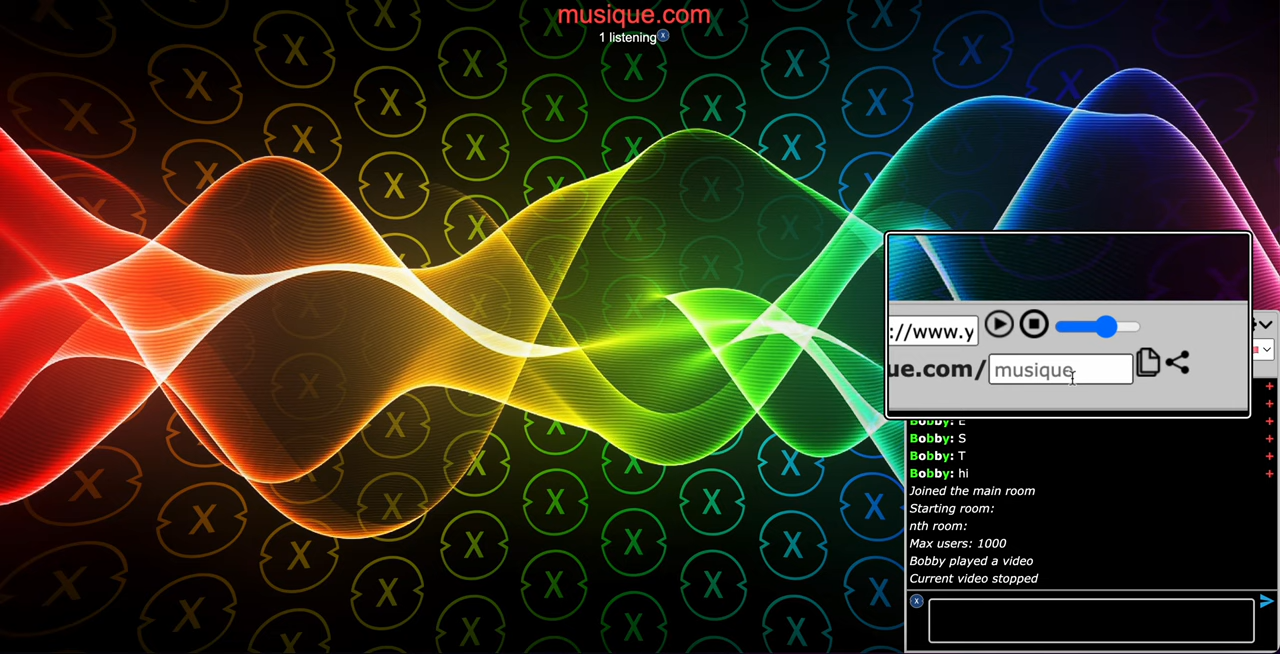 musique.com
1 listening
://www.y
ue.com/ musique
Bobby: E
Bobby: S
Bobby: T
Bobby: hi
Joined the main room
Starting room:
nth room:
Max users: 1000
Bobby played a video
Current video stopped